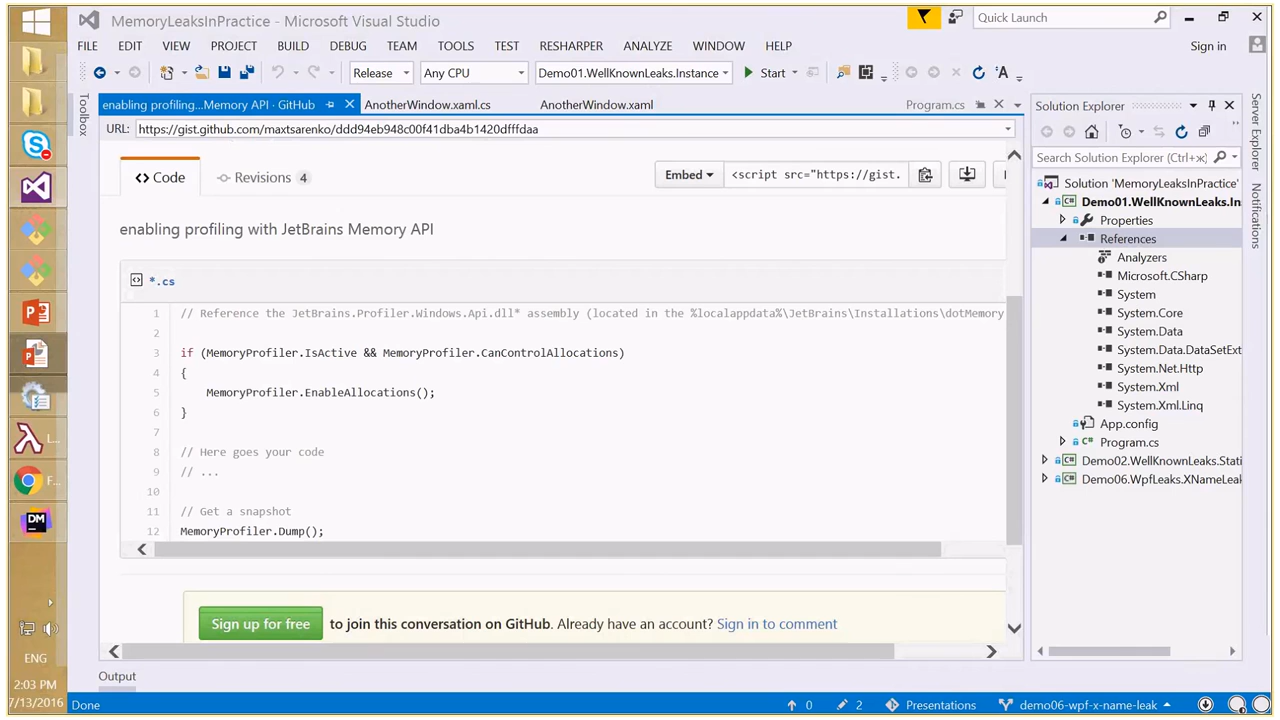 MemoryLeaksInPractice - Microsoft Visual Studio
Quick Launch
FILE EDIT VIEW PROJECT BUILD DEBUG TEAM TOOLS TEST RESHARPER ANALYZE WINDOW HELP
Sign in
Release Any CPU Demo01.WellKnownLeaks.Instance Start
Toolbox
enabling profiling...Memory API · GitHub AnotherWindow.xaml.cs AnotherWindow.xaml Program.cs
URL: https://gist.github.com/maxtsarenko/ddd94eb948c00f41dba4b1420dfffdaa
<> Code Revisions 4
Embed <script src="https://gist.
enabling profiling with JetBrains Memory API
*.cs
1 // Reference the JetBrains.Profiler.Windows.Api.dll* assembly (located in the %localappdata%\JetBrains\Installations\dotMemory
2
3 if (MemoryProfiler.IsActive && MemoryProfiler.CanControlAllocations)
4 {
5 MemoryProfiler.EnableAllocations();
6 }
7
8 // Here goes your code
9 // ...
10
11 // Get a snapshot
12 MemoryProfiler.Dump();
Sign up for free to join this conversation on GitHub. Already have an account? Sign in to comment
Output
Solution Explorer
Search Solution Explorer (Ctrl+ж)
Solution 'MemoryLeaksInPractice'
Demo01.WellKnownLeaks.In
Properties
References
Analyzers
Microsoft.CSharp
System
System.Core
System.Data
System.Data.DataSetExt
System.Net.Http
System.Xml
System.Xml.Linq
App.config
Program.cs
Demo02.WellKnownLeaks.Stati
Demo06.WpfLeaks.XNameLeak
Server Explorer
Notifications
L...
F...
DM
ENG
2:03 PM
7/13/2016
Done 0 2 Presentations demo06-wpf-x-name-leak